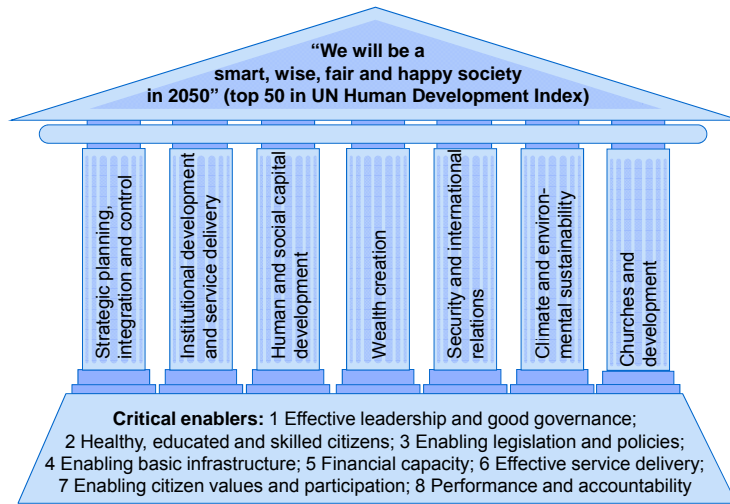 “We will be a
smart, wise, fair and happy society
in 2050” (top 50 in UN Human Development Index)
Strategic planning,
integration and control
Institutional development
and service delivery
Human and social capital
development
Wealth creation
Security and international
relations
Climate and environ-
mental sustainability
Churches and
development
Critical enablers: 1 Effective leadership and good governance;
2 Healthy, educated and skilled citizens; 3 Enabling legislation and policies;
4 Enabling basic infrastructure; 5 Financial capacity; 6 Effective service delivery;
7 Enabling citizen values and participation; 8 Performance and accountability